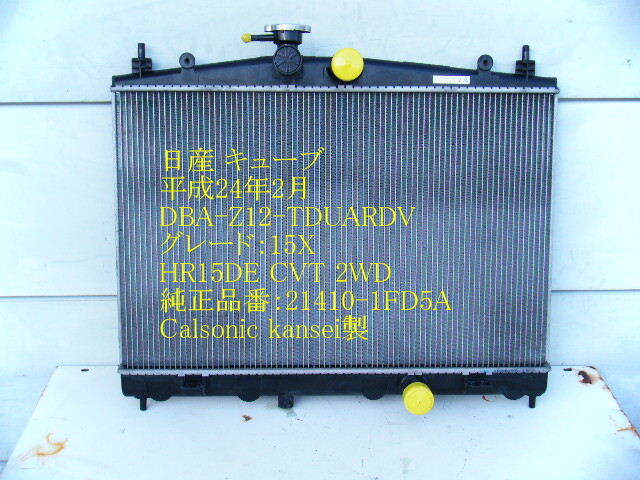 日産 キューブ
平成24年2月
DBA-Z12-TDUARDV
グレード:15X
HR15DE CVT 2WD
純正品番:21410-1FD5A
Calsonic kansei製